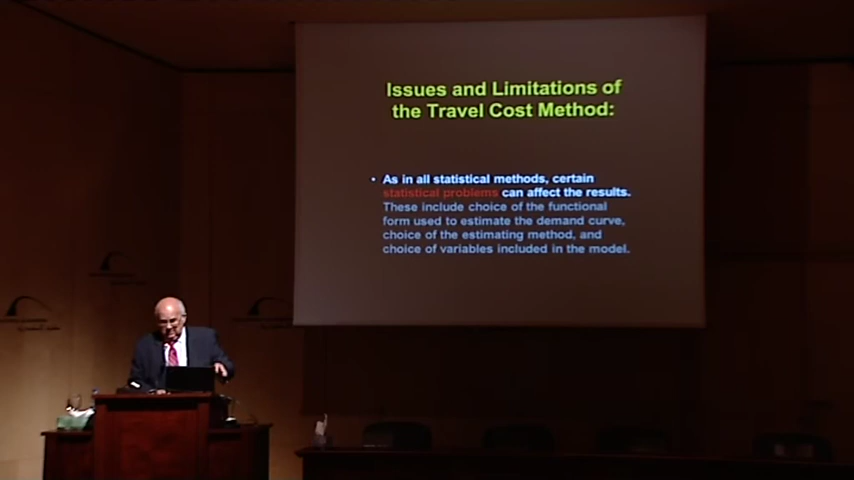 Issues and Limitations of
the Travel Cost Method:
• As in all statistical methods, certain
statistical problems can affect the results.
These include choice of the functional
form used to estimate the demand curve,
choice of the estimating method, and
choice of variables included in the model.